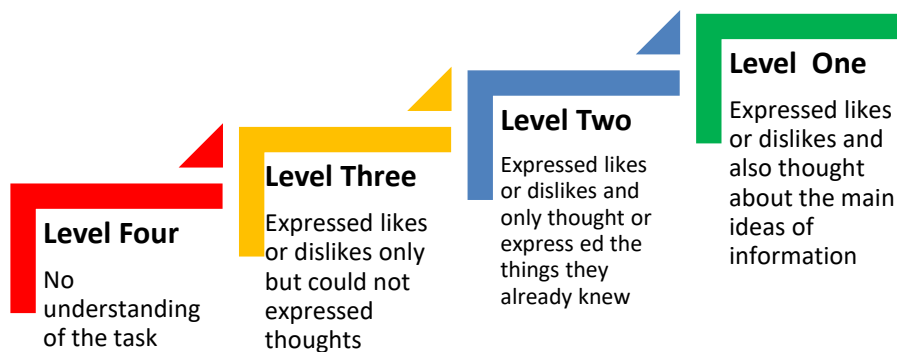 Level Four
No
understanding
of the task
Level Three
Expressed likes
or dislikes only
but could not
expressed
thoughts
Level Two
Expressed likes
or dislikes and
only thought or
express ed the
things they
already knew
Level One
Expressed likes
or dislikes and
also thought
about the main
ideas of
information